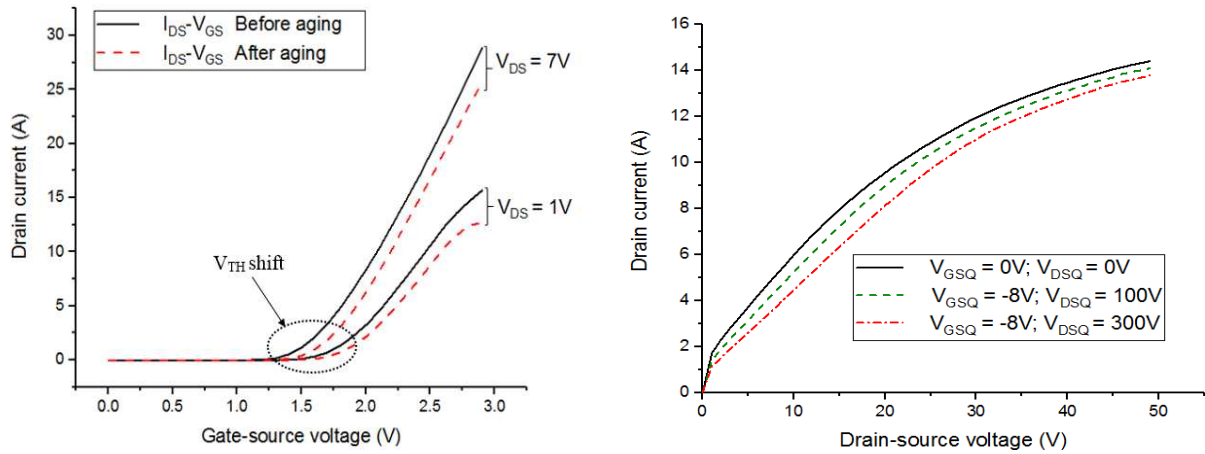 I_DS-V_GS Before aging
I_DS-V_GS After aging
V_DS = 7V
V_DS = 1V
V_TH shift
Drain current (A)
30
25
20
15
10
5
0
0.0 0.5 1.0 1.5 2.0 2.5 3.0
Gate-source voltage (V)
Drain current (A)
16
14
12
10
8
6
4
2
0
V_GSQ = 0V; V_DSQ = 0V
V_GSQ = -8V; V_DSQ = 100V
V_GSQ = -8V; V_DSQ = 300V
0 10 20 30 40 50
Drain-source voltage (V)